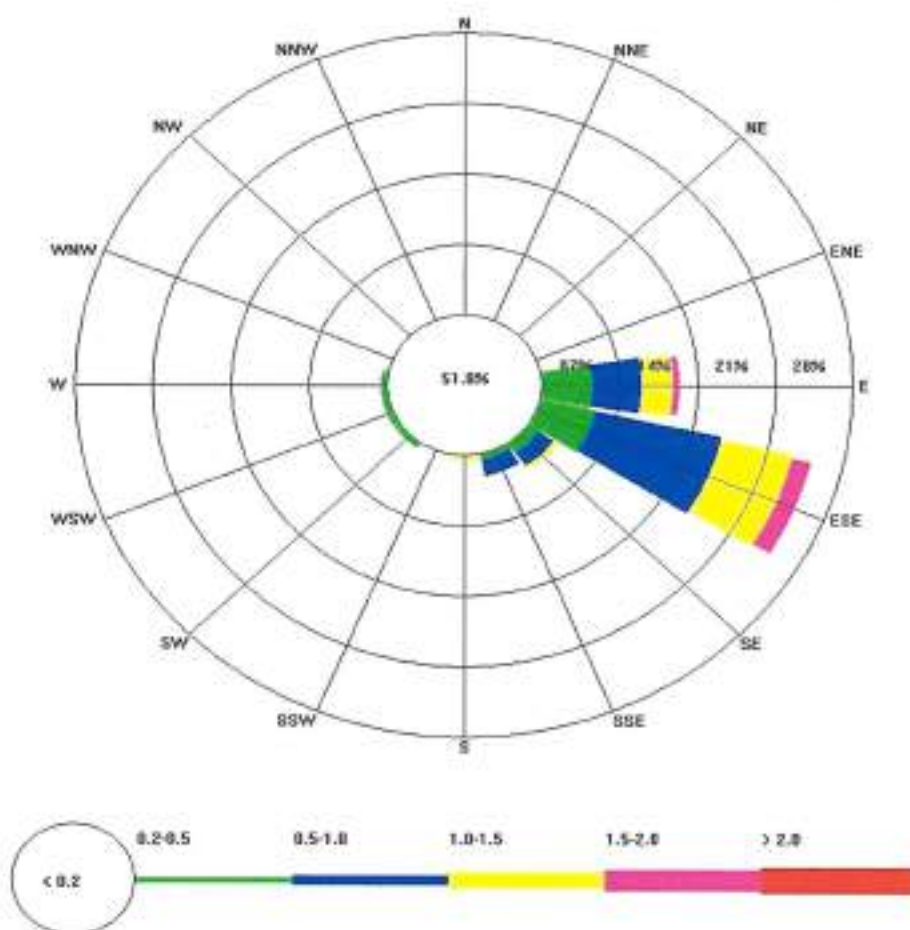 N
NNW NNE
NW NE
WNW ENE
W 51.8% 21% 28% E
WSW ESE
SW SE
SSW SSE
S
0.2-0.5 0.5-1.0 1.0-1.5 1.5-2.0 > 2.0
< 0.2